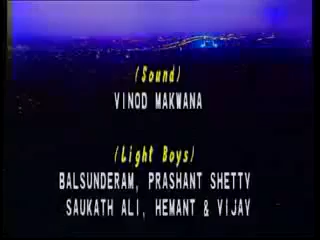 (Sound)
VINOD MAKWANA
(Light Boys)
BALSUNDERAM, PRASHANT SHETTY
SAUKATH ALI, HEMANT & VIJAY